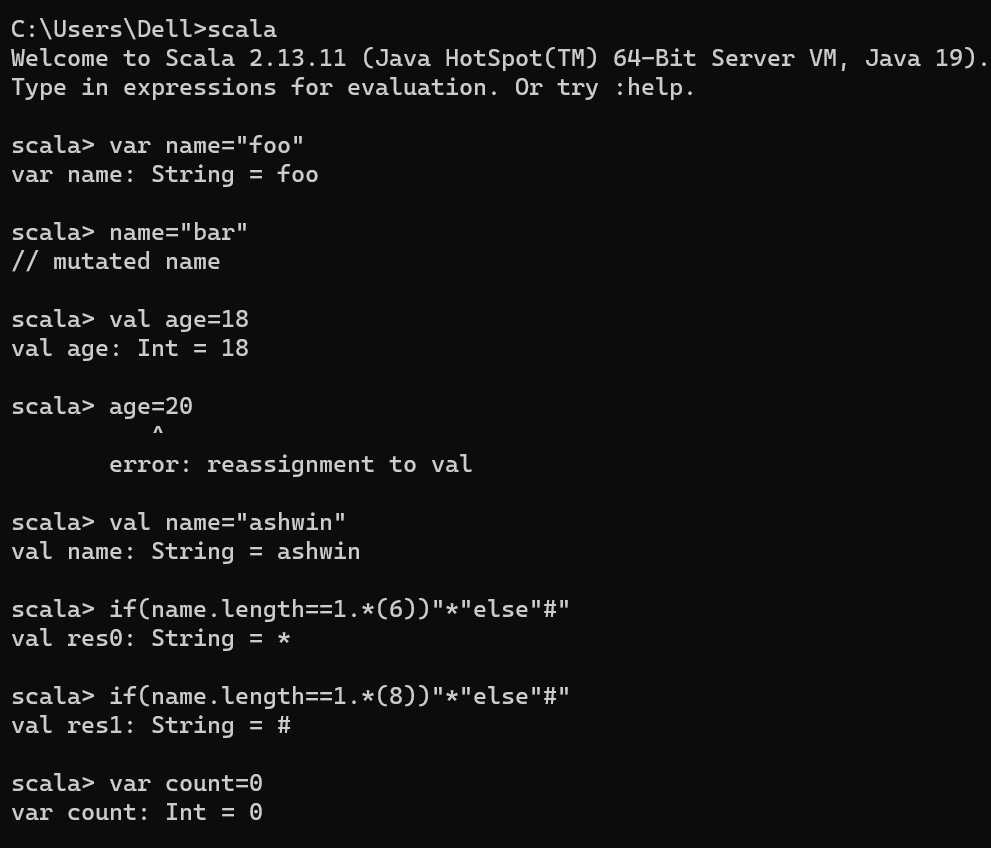 C:\Users\Dell>scala
Welcome to Scala 2.13.11 (Java HotSpot(TM) 64-Bit Server VM, Java 19).
Type in expressions for evaluation. Or try :help.

scala> var name="foo"
var name: String = foo

scala> name="bar"
// mutated name

scala> val age=18
val age: Int = 18

scala> age=20
          ^
       error: reassignment to val

scala> val name="ashwin"
val name: String = ashwin

scala> if(name.length==1.*(6))"*"else"#"
val res0: String = *

scala> if(name.length==1.*(8))"*"else"#"
val res1: String = #

scala> var count=0
var count: Int = 0